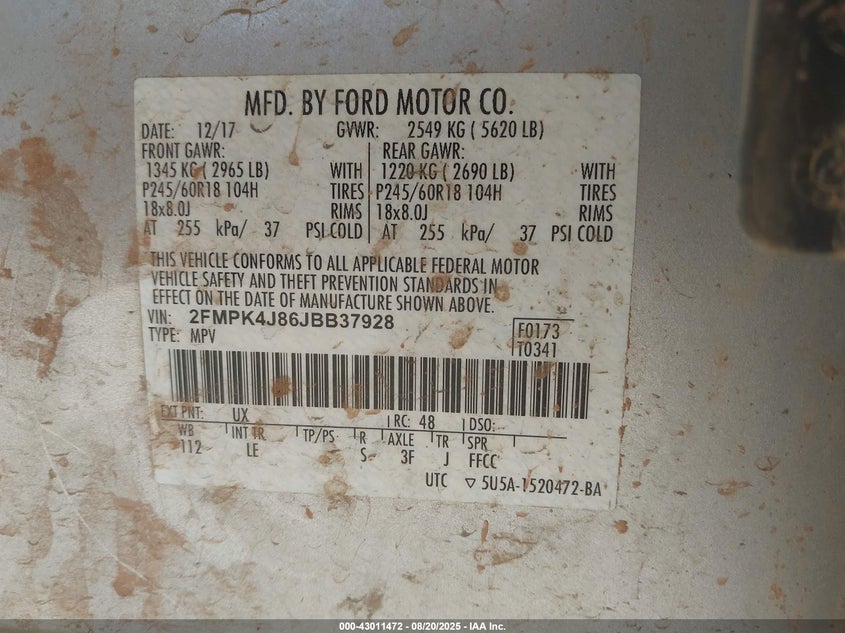 MFD. BY FORD MOTOR CO.
DATE: 12/17 GVWR: 2549 KG ( 5620 LB)
FRONT GAWR: REAR GAWR:
1345 KG ( 2965 LB) WITH 1220 KG ( 2690 LB) WITH
P245/60R18 104H TIRES P245/60R18 104H TIRES
18x8.0J RIMS 18x8.0J RIMS
AT 255 kPa/ 37 PSI COLD AT 255 kPa/ 37 PSI COLD
THIS VEHICLE CONFORMS TO ALL APPLICABLE FEDERAL MOTOR
VEHICLE SAFETY AND THEFT PREVENTION STANDARDS IN
EFFECT ON THE DATE OF MANUFACTURE SHOWN ABOVE.
VIN: 2FMPK4J86JBB37928 F0173
TYPE: MPV T0341
EXT PNT: UX RC: 48 DSO:
WB INT TR TP/PS R AXLE TR SPR
112 LE S 3F J FFCC
UTC ▽ 5U5A-1520472-BA
000-43011472 - 08/20/2025 - IAA Inc.